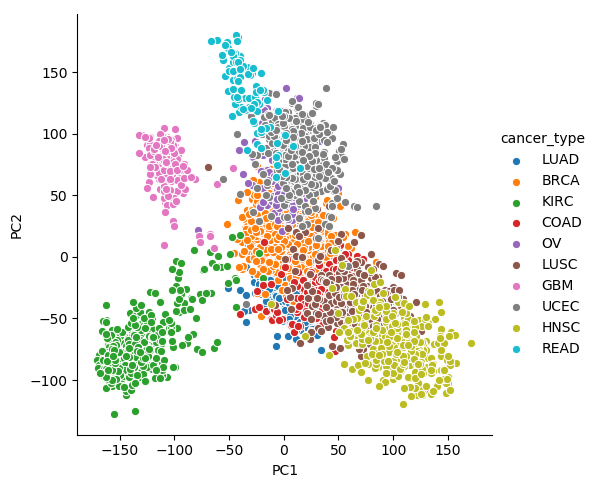 cancer_type
LUAD
BRCA
KIRC
COAD
OV
LUSC
GBM
UCEC
HNSC
READ
PC2
150
100
50
0
−50
−100
−150 −100 −50 0 50 100 150
PC1